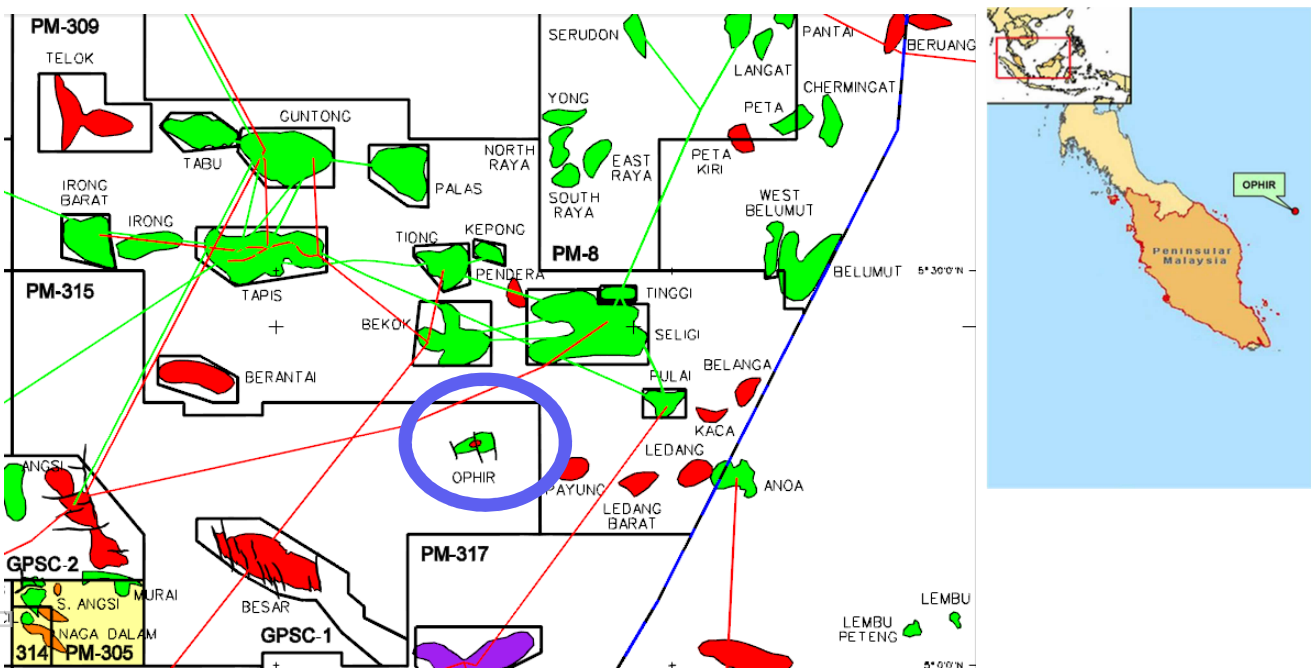 PM-309
TELOK
SERUDON
PANTAI
BERUANG
LANGAT
CHERMINGAT
YONG
PETA
GUNTONG
TABU
NORTH
RAYA
EAST
RAYA
PETA
KIRI
PALAS
IRONG
BARAT
IRONG
SOUTH
RAYA
WEST
BELUMUT
TIONG
KEPONG
PM-8
BELUMUT
5° 30'0"N
PENDERA
PM-315
TAPIS
TINGGI
BEKOK
SELIGI
BERANTAI
PULAI
BELANGA
KACA
LEDANG
ANGSI
OPHIR
PAYUNG
ANOA
LEDANG
BARAT
GPSC-2
PM-317
S. ANGSI
MURAI
BESAR
LEMBU
LEMBU
PETENG
NAGA DALAM
GPSC-1
314
PM-305
5° 0'0"N
OPHIR
Peninsular
Malaysia